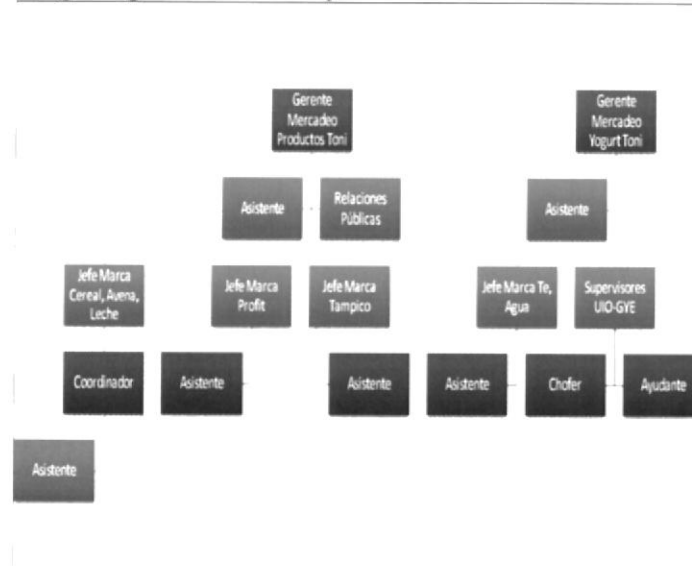 Gerente
Mercadeo
Productos Toni
Gerente
Mercadeo
Yogurt Toni
Asistente
Relaciones
Públicas
Asistente
Jefe Marca
Cereal, Avena,
Leche
Jefe Marca
Profit
Jefe Marca
Tampico
Jefe Marca Te,
Agua
Supervisores
UIO-GYE
Coordinador
Asistente
Asistente
Asistente
Chofer
Ayudante
Asistente